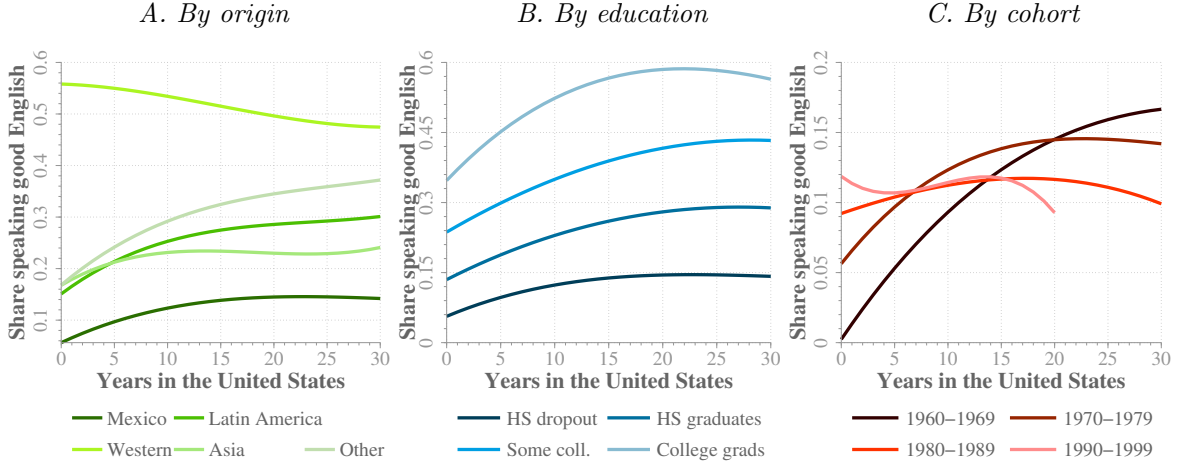 A. By origin
B. By education
C. By cohort
Share speaking good English
0.1 0.2 0.3 0.4 0.5 0.6
0 5 10 15 20 25 30
Years in the United States
Mexico Latin America
Western Asia Other
Share speaking good English
0 0.15 0.3 0.45 0.6
0 5 10 15 20 25 30
Years in the United States
HS dropout HS graduates
Some coll. College grads
Share speaking good English
0 0.05 0.1 0.15 0.2
0 5 10 15 20 25 30
Years in the United States
1960–1969 1970–1979
1980–1989 1990–1999